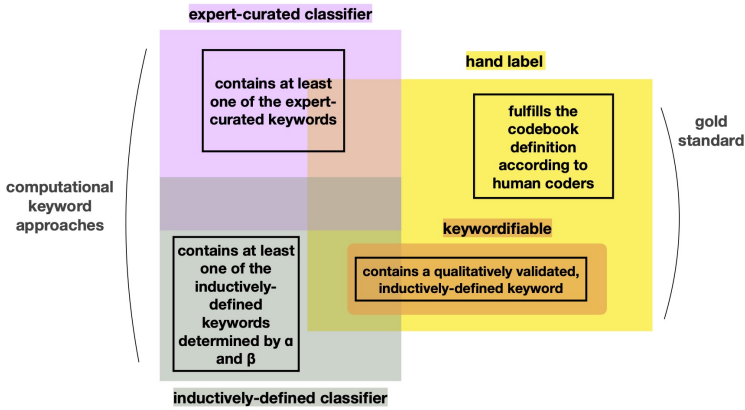 expert-curated classifier
contains at least
one of the expert-
curated keywords
hand label
fulfills the
codebook
definition
according to
human coders
gold
standard
computational
keyword
approaches
keywordifiable
contains a qualitatively validated,
inductively-defined keyword
contains at least
one of the
inductively-
defined
keywords
determined by α
and β
inductively-defined classifier